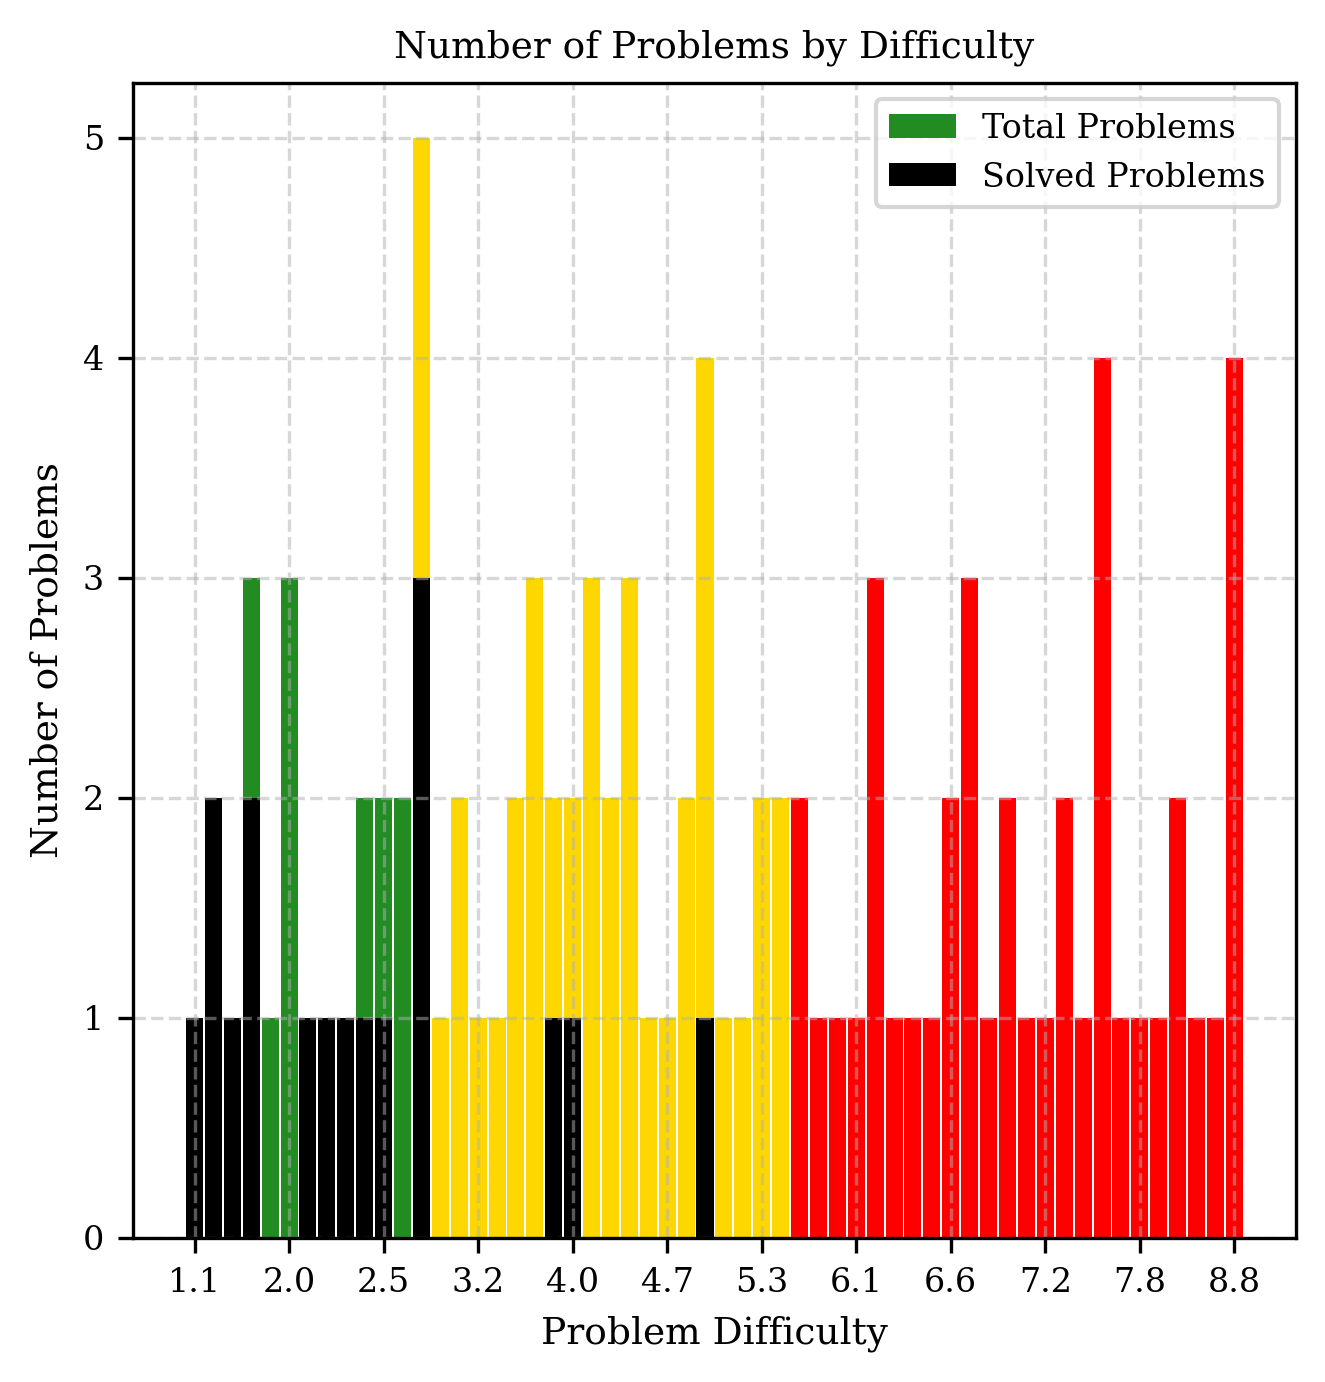 Number of Problems by Difficulty
Total Problems
Solved Problems
Number of Problems
5
4
3
2
1
0
1.1 2.0 2.5 3.2 4.0 4.7 5.3 6.1 6.6 7.2 7.8 8.8
Problem Difficulty